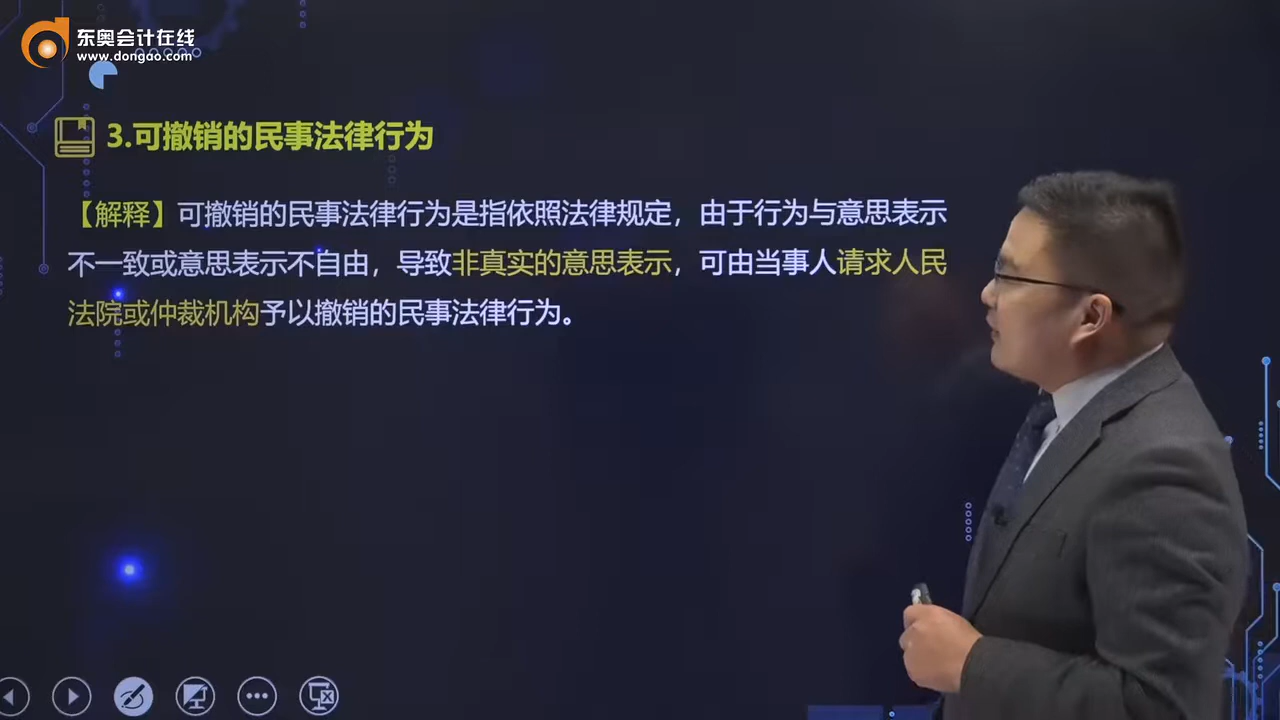 东奥会计在线
www.dongao.com
3.可撤销的民事法律行为
【解释】可撤销的民事法律行为是指依照法律规定，由于行为与意思表示
不一致或意思表示不自由，导致非真实的意思表示，可由当事人请求人民
法院或仲裁机构予以撤销的民事法律行为。